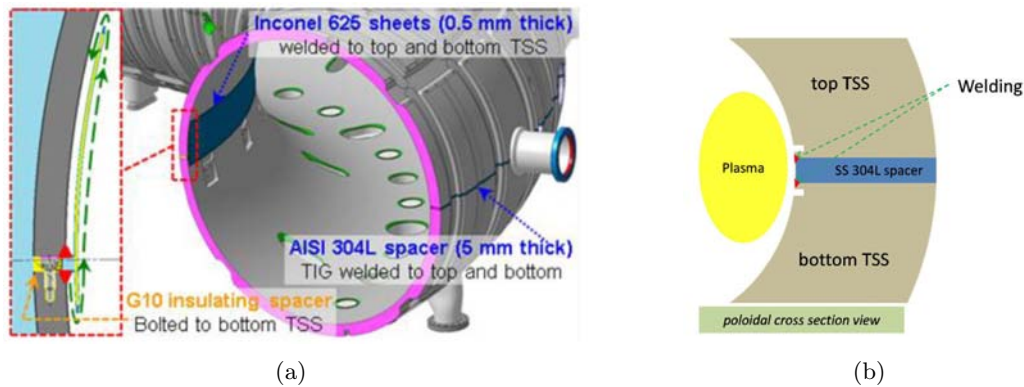 Inconel 625 sheets (0.5 mm thick)
welded to top and bottom TSS
AISI 304L spacer (5 mm thick)
TIG welded to top and bottom
G10 insulating spacer
Bolted to bottom TSS
(a)
top TSS
Welding
Plasma
SS 304L spacer
bottom TSS
poloidal cross section view
(b)